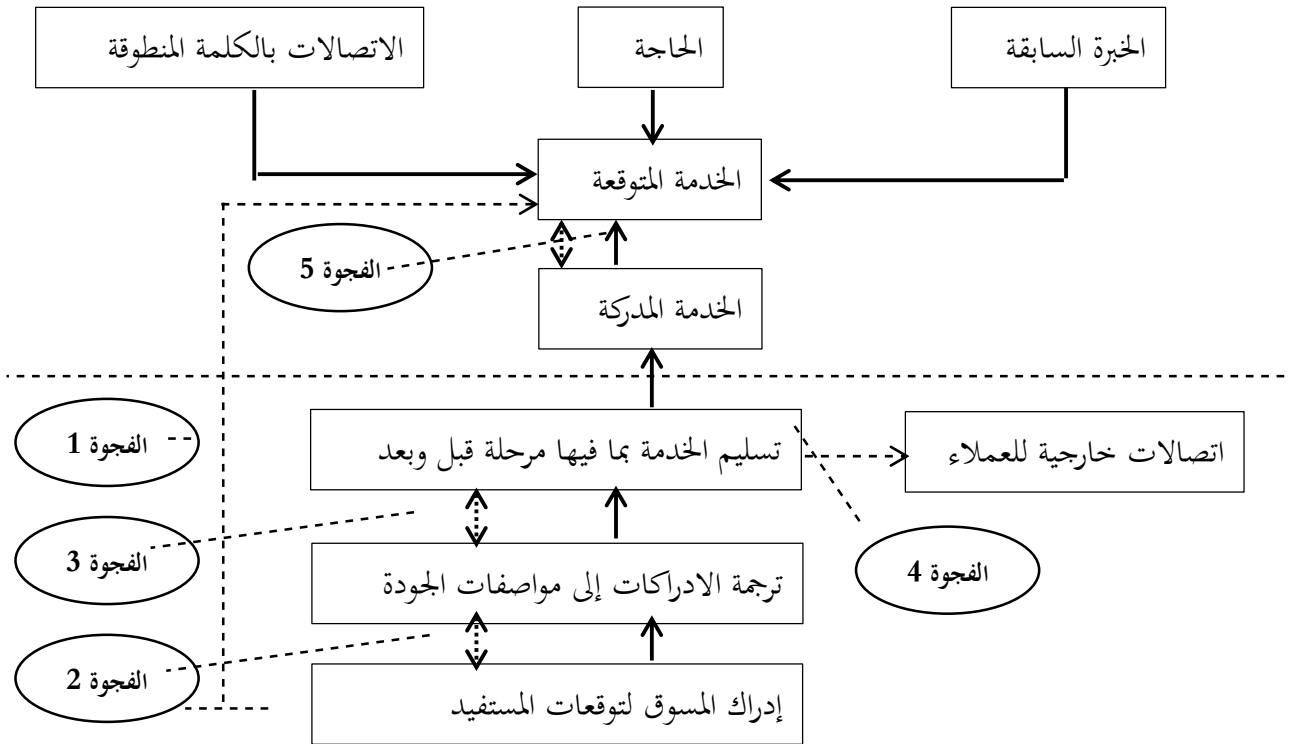 الخبرة السابقة
الحاجة
الاتصالات بالكلمة المنطوقة
الخدمة المتوقعة
الفجوة 5
الخدمة المدركة
الفجوة 1
تسليم الخدمة بما فيها مرحلة قبل وبعد
اتصالات خارجية للعملاء
الفجوة 3
الفجوة 4
ترجمة الادراكات إلى مواصفات الجودة
الفجوة 2
إدراك المسوق لتوقعات المستفيد